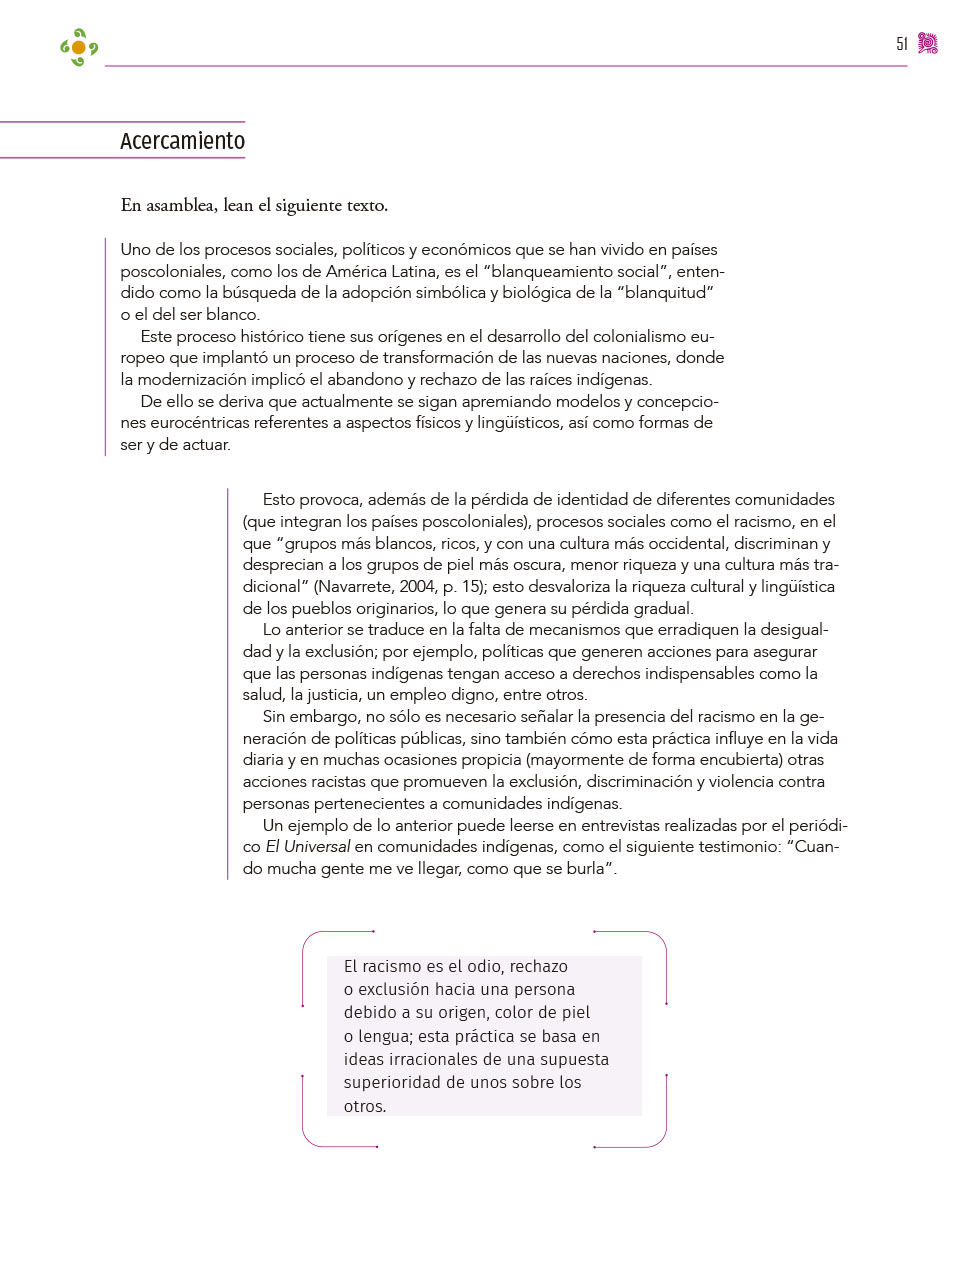 51
Acercamiento
En asamblea, lean el siguiente texto.
Uno de los procesos sociales, políticos y económicos que se han vivido en países
poscoloniales, como los de América Latina, es el “blanqueamiento social”, enten-
dido como la búsqueda de la adopción simbólica y biológica de la “blanquitud”
o el del ser blanco.
Este proceso histórico tiene sus orígenes en el desarrollo del colonialismo eu-
ropeo que implantó un proceso de transformación de las nuevas naciones, donde
la modernización implicó el abandono y rechazo de las raíces indígenas.
De ello se deriva que actualmente se sigan apremiando modelos y concepcio-
nes eurocéntricas referentes a aspectos físicos y lingüísticos, así como formas de
ser y de actuar.
Esto provoca, además de la pérdida de identidad de diferentes comunidades
(que integran los países poscoloniales), procesos sociales como el racismo, en el
que “grupos más blancos, ricos, y con una cultura más occidental, discriminan y
desprecian a los grupos de piel más oscura, menor riqueza y una cultura más tra-
dicional” (Navarrete, 2004, p. 15); esto desvaloriza la riqueza cultural y lingüística
de los pueblos originarios, lo que genera su pérdida gradual.
Lo anterior se traduce en la falta de mecanismos que erradiquen la desigual-
dad y la exclusión; por ejemplo, políticas que generen acciones para asegurar
que las personas indígenas tengan acceso a derechos indispensables como la
salud, la justicia, un empleo digno, entre otros.
Sin embargo, no sólo es necesario señalar la presencia del racismo en la ge-
neración de políticas públicas, sino también cómo esta práctica influye en la vida
diaria y en muchas ocasiones propicia (mayormente de forma encubierta) otras
acciones racistas que promueven la exclusión, discriminación y violencia contra
personas pertenecientes a comunidades indígenas.
Un ejemplo de lo anterior puede leerse en entrevistas realizadas por el periódi-
co El Universal en comunidades indígenas, como el siguiente testimonio: “Cuan-
do mucha gente me ve llegar, como que se burla”.
El racismo es el odio, rechazo
o exclusión hacia una persona
debido a su origen, color de piel
o lengua; esta práctica se basa en
ideas irracionales de una supuesta
superioridad de unos sobre los
otros.